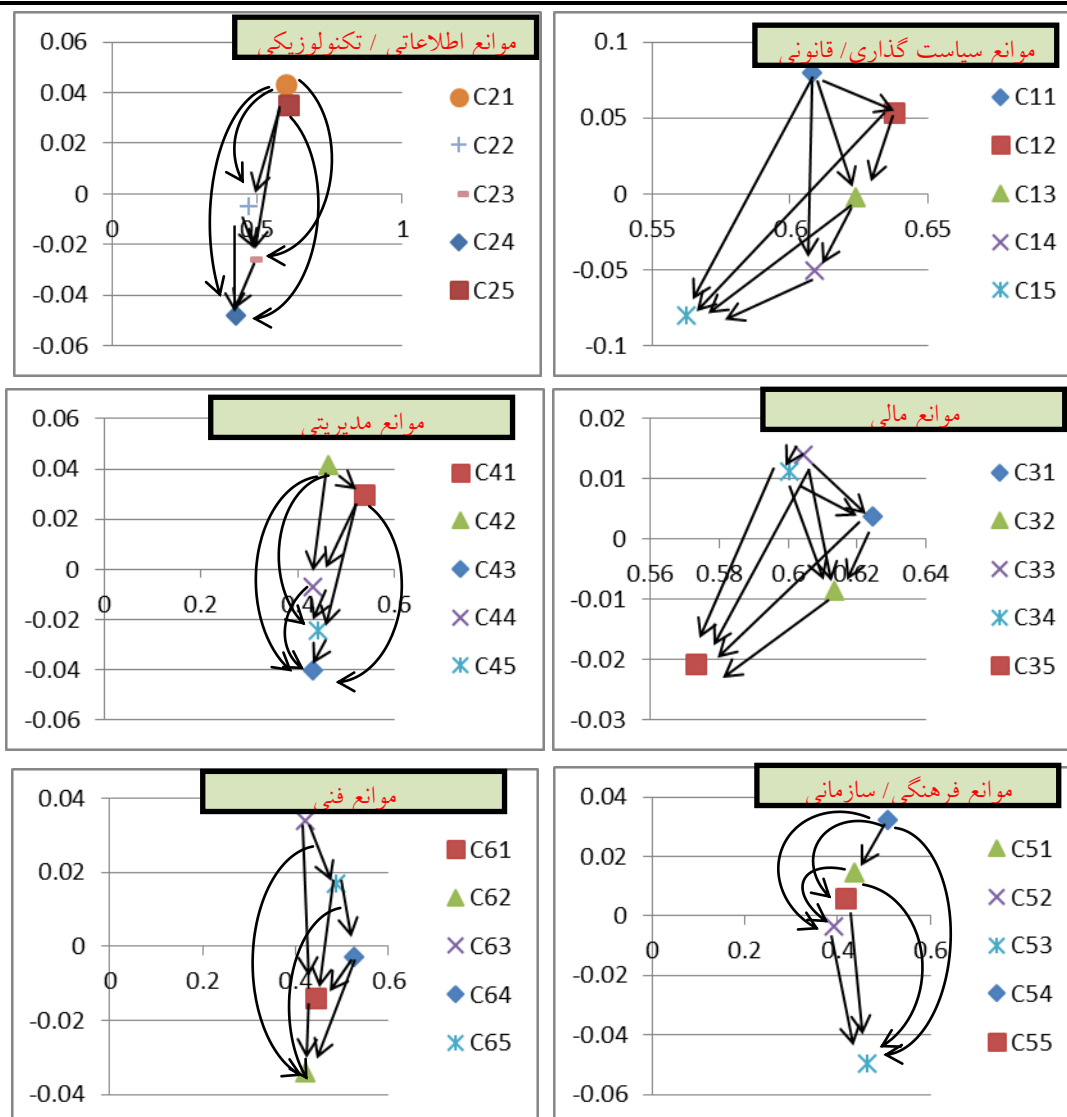 موانع سیاست گذاری/ قانونی
0.1
0.05
0
-0.05
-0.1
0.55
0.6
0.65
C11
C12
C13
C14
C15
موانع اطلاعاتی / تکنولوزیکی
0.06
0.04
0.02
0
-0.02
-0.04
-0.06
0
0.5
1
C21
C22
C23
C24
C25
موانع مالی
0.02
0.01
0
-0.01
-0.02
-0.03
0.56
0.58
0.6
0.62
0.64
C31
C32
C33
C34
C35
موانع مدیریتی
0.06
0.04
0.02
0
-0.02
-0.04
-0.06
0
0.2
0.4
0.6
C41
C42
C43
C44
C45
موانع فرهنگی/ سازمانی
0.04
0.02
0
-0.02
-0.04
-0.06
0
0.2
0.4
0.6
C51
C52
C53
C54
C55
موانع فنی
0.04
0.02
0
-0.02
-0.04
0
0.2
0.4
0.6
C61
C62
C63
C64
C65